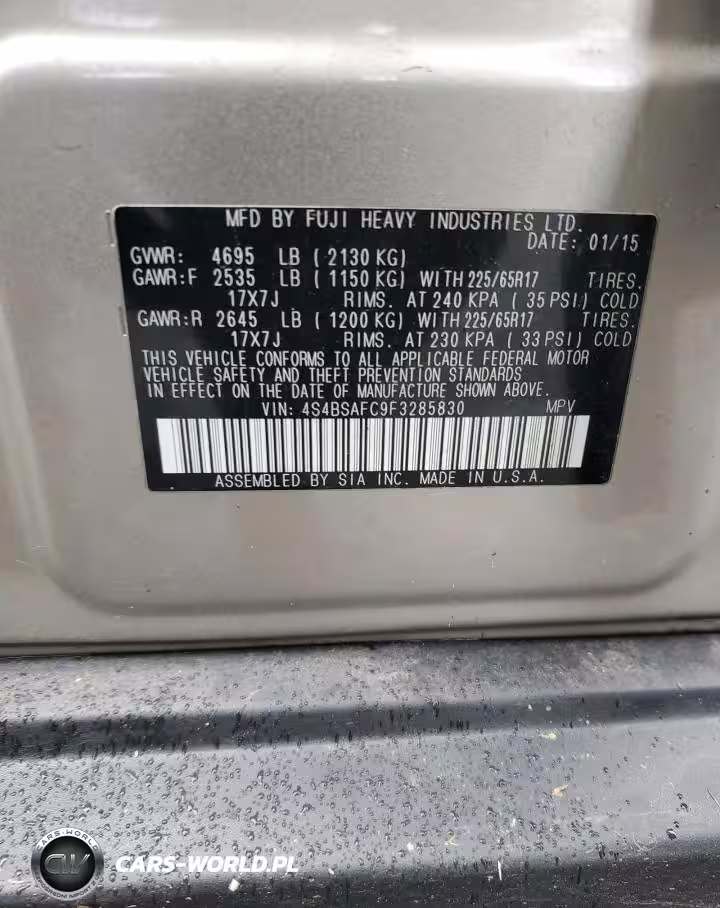 MFD BY FUJI HEAVY INDUSTRIES LTD.
DATE: 01/15
GVWR: 4695 LB ( 2130 KG)
GAWR:F 2535 LB ( 1150 KG) WITH 225/65R17 TIRES.
17X7J RIMS. AT 240 KPA ( 35 PSI.) COLD
GAWR:R 2645 LB ( 1200 KG) WITH 225/65R17 TIRES.
17X7J RIMS. AT 230 KPA ( 33 PSI) COLD
THIS VEHICLE CONFORMS TO ALL APPLICABLE FEDERAL MOTOR
VEHICLE SAFETY AND THEFT PREVENTION STANDARDS
IN EFFECT ON THE DATE OF MANUFACTURE SHOWN ABOVE.
VIN: 4S4BSAFC9F3285830 MPV
ASSEMBLED BY SIA INC. MADE IN U.S.A.
CARS-WORLD
CW
CARS-WORLD.PL